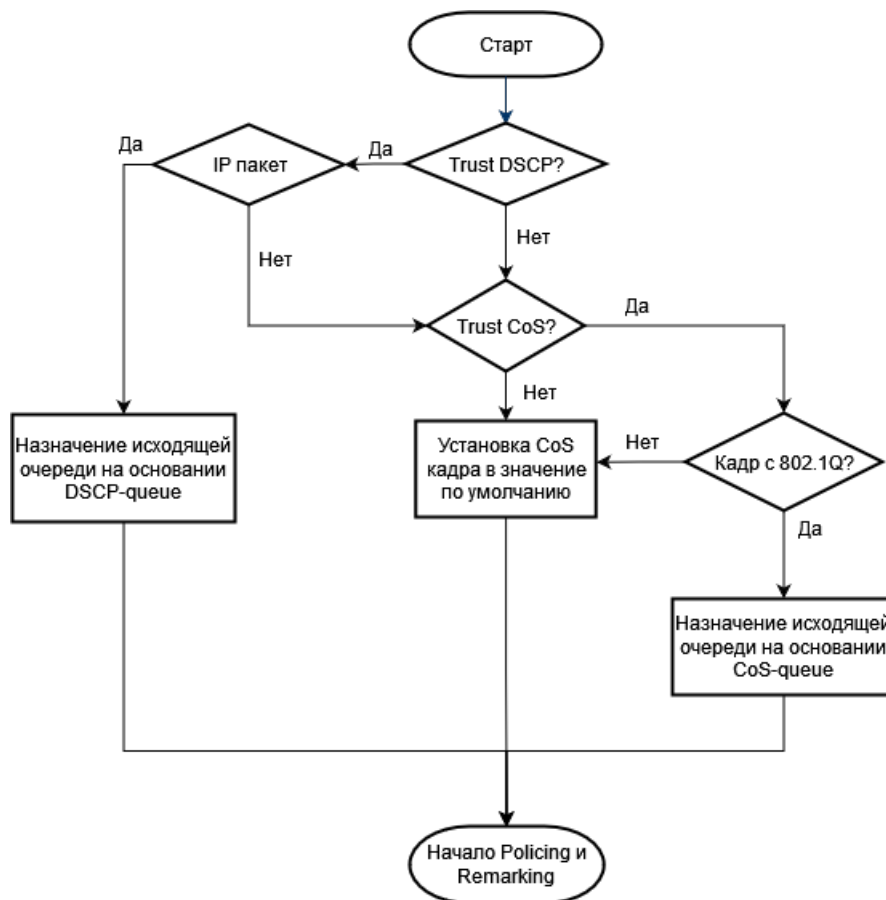 Старт
Да
IP пакет
Да
Trust DSCP?
Нет
Нет
Trust CoS?
Да
Нет
Назначение исходящей
очереди на основании
DSCP-queue
Установка CoS
кадра в значение
по умолчанию
Нет
Кадр с 802.1Q?
Да
Назначение исходящей
очереди на основании
CoS-queue
Начало Policing и
Remarking